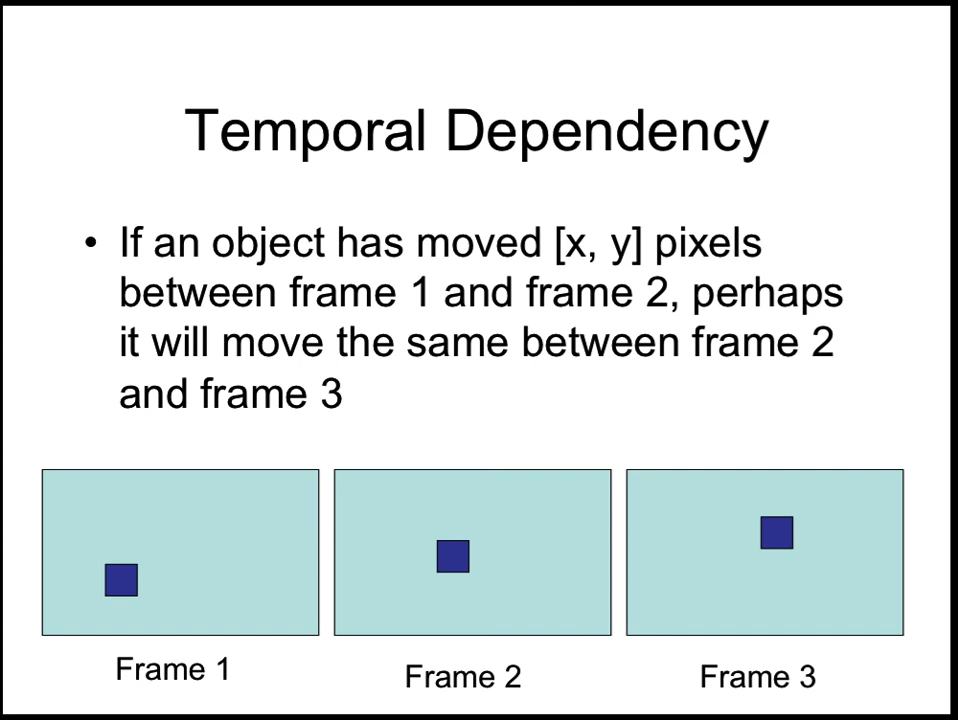 Temporal Dependency
• If an object has moved [x, y] pixels
between frame 1 and frame 2, perhaps
it will move the same between frame 2
and frame 3
Frame 1
Frame 2
Frame 3